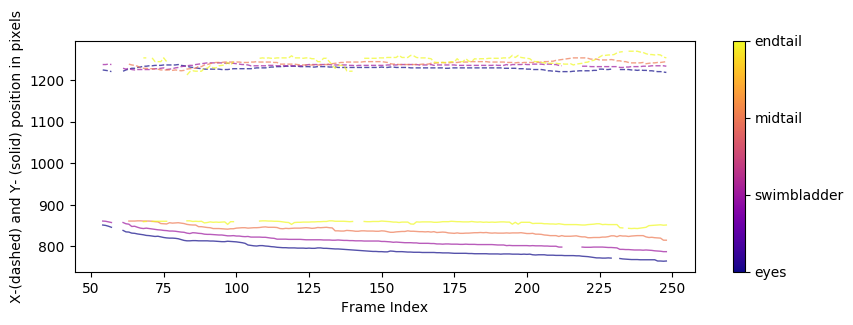 X-(dashed) and Y- (solid) position in pixels
1200
1100
1000
900
800
50
75
100
125
150
175
200
225
250
Frame Index
endtail
midtail
swimbladder
eyes